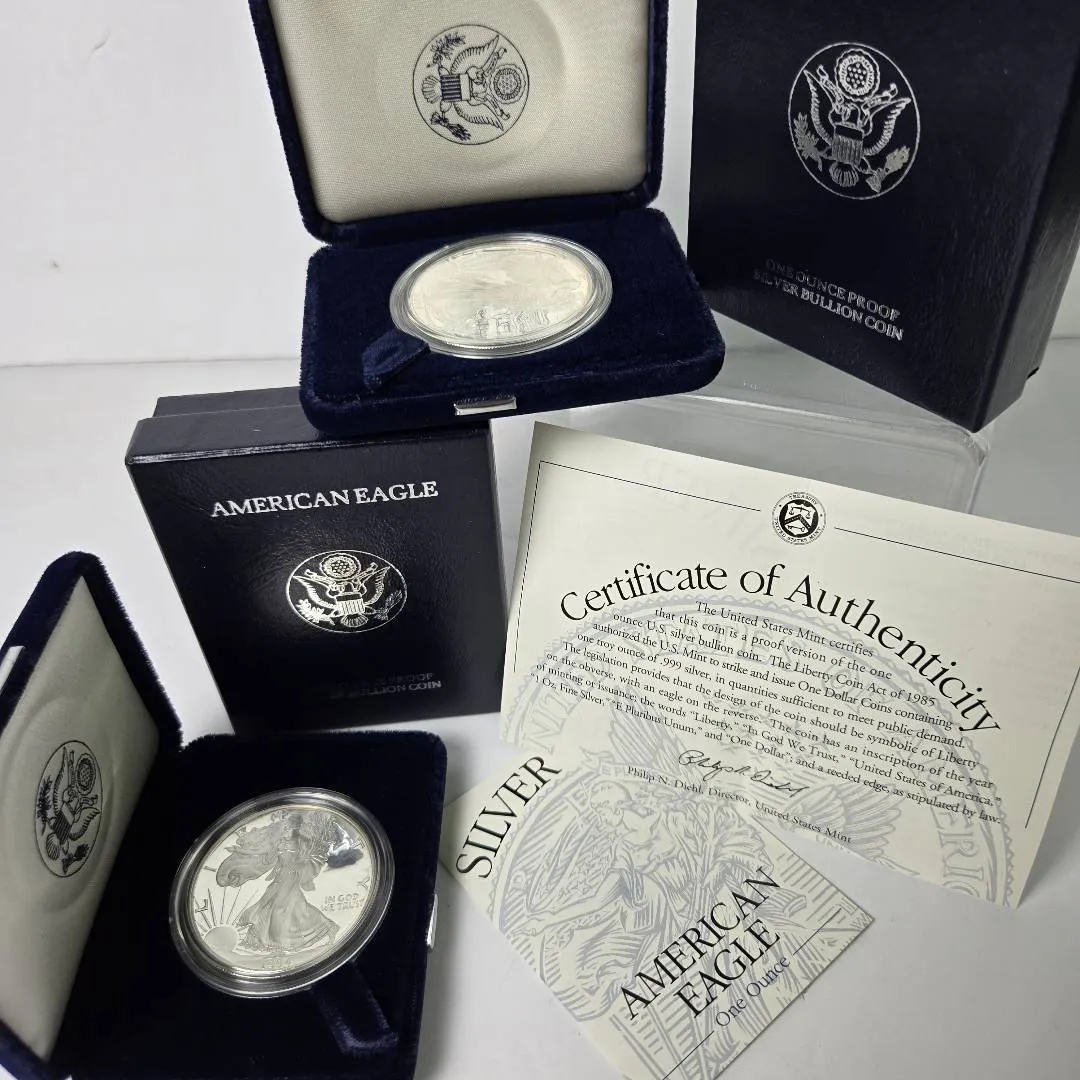 ONE OUNCE PROOF
SILVER BULLION COIN
AMERICAN EAGLE
PROOF
BULLION COIN
TREASURY
UNITED STATES MINT
Certificate of Authenticity
The United States Mint certifies
that this coin is a proof version of the one
ounce U.S. silver bullion coin. The Liberty Coin Act of 1985
authorized the U.S. Mint to strike and issue One Dollar Coins containing
one troy ounce of .999 silver, in quantities sufficient to meet public demand.
The legislation provides that the design of the coin should be symbolic of Liberty
on the obverse, with an eagle on the reverse. The coin has an inscription of the year
of minting or issuance; the words "Liberty," "In God We Trust," "United States of America,"
"1 Oz. Fine Silver," "E Pluribus Unum," and "One Dollar"; and a reeded edge, as stipulated by law.
Philip N. Diehl
Philip N. Diehl, Director, United States Mint
SILVER
AMERICAN
EAGLE
One Ounce
IN GOD
WE TRUST